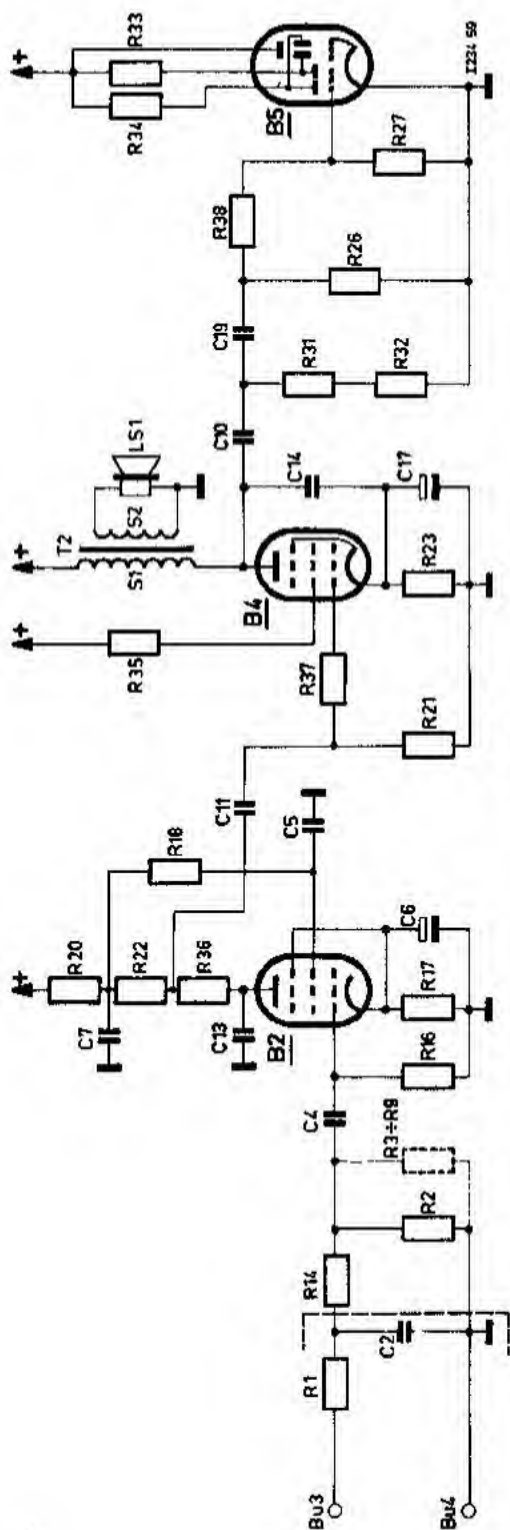 Bu3
Bu4
R1
C2
R14
R2
R3÷R9
C4
R16
R17
C6
B2
C13
C7
R20
R22
R36
R18
C5
C11
R21
R37
R23
C17
C14
B4
R35
S1
T2
S2
LS1
+
+
+
+
C10
C19
R31
R32
R26
R38
R27
B5
R34
R33